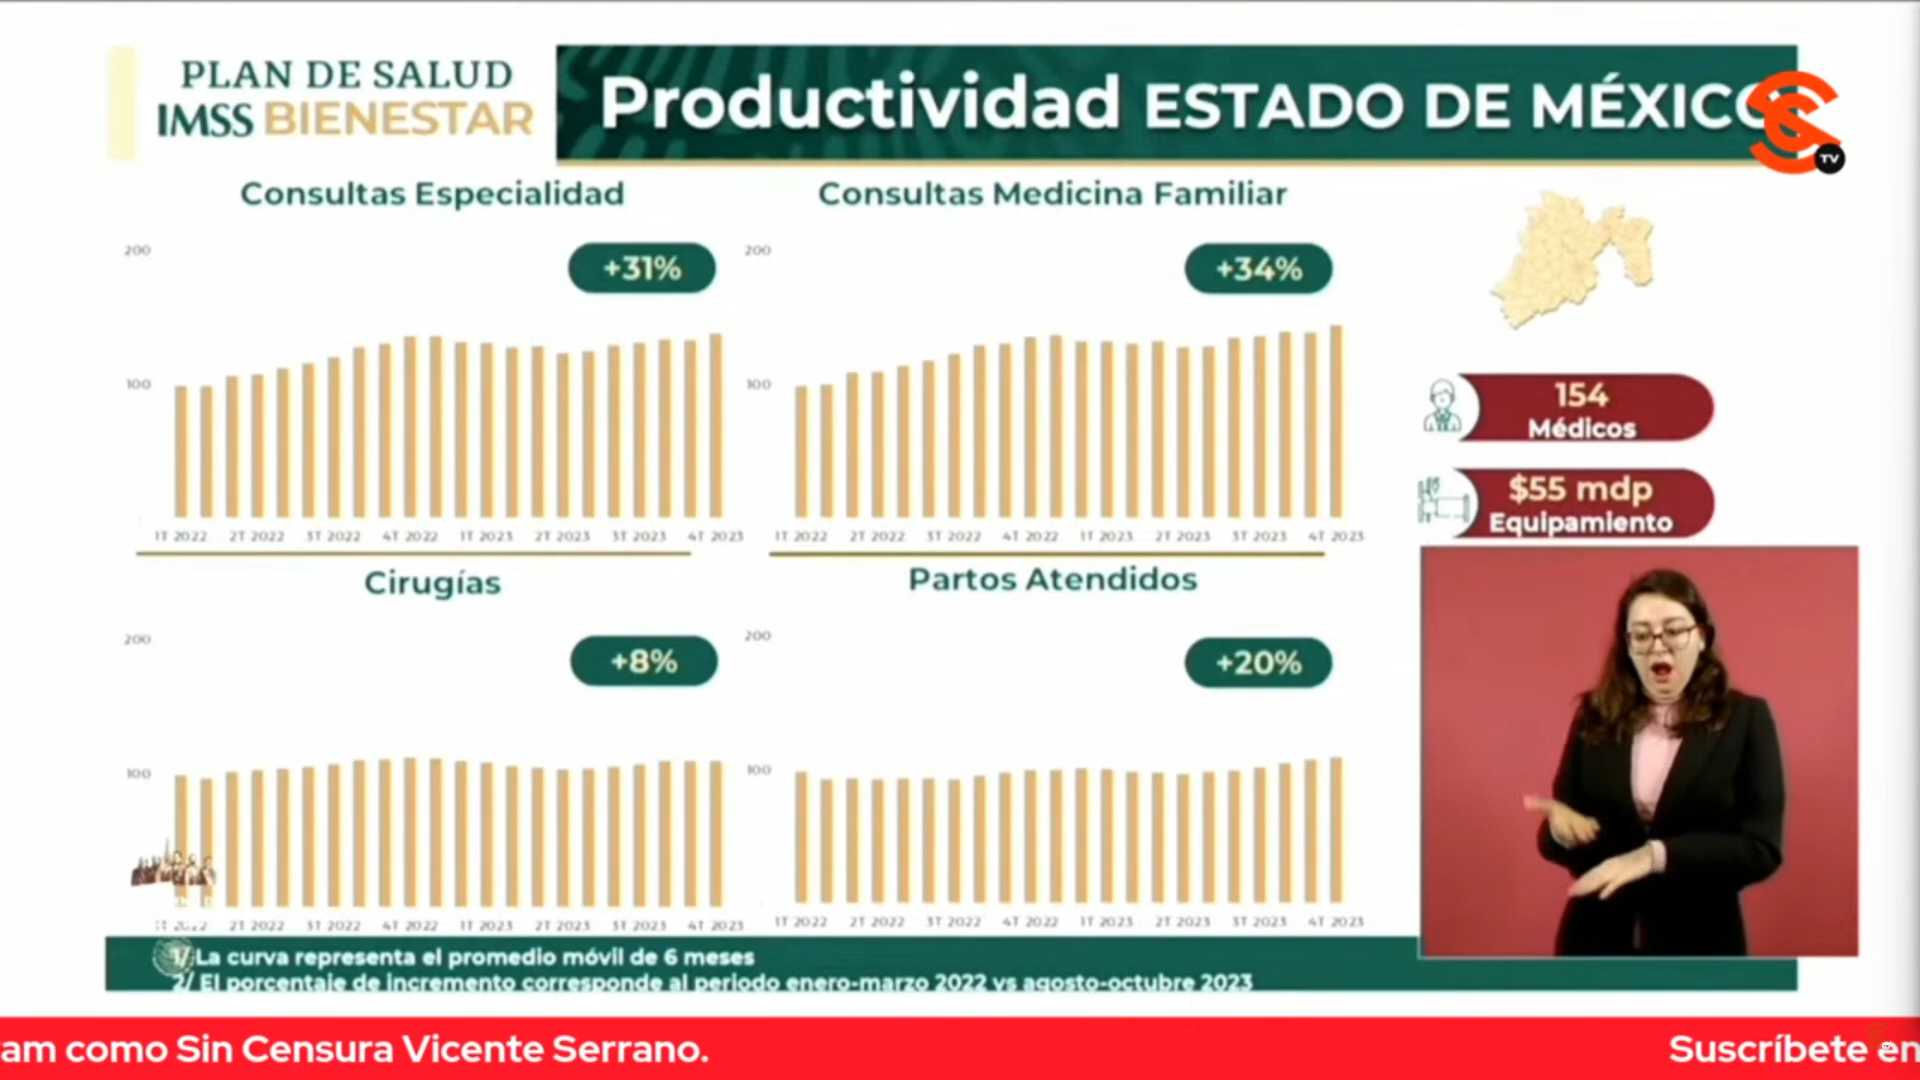 PLAN DE SALUD
IMSS BIENESTAR
Productividad ESTADO DE MÉXICO
TV
Consultas Especialidad
+31%
200
100
1T 2022 2T 2022 3T 2022 4T 2022 1T 2023 2T 2023 3T 2023 4T 2023
Consultas Medicina Familiar
+34%
200
100
1T 2022 2T 2022 3T 2022 4T 2022 1T 2023 2T 2023 3T 2023 4T 2023
154
Médicos
$55 mdp
Equipamiento
Cirugías
+8%
200
100
1T 2022 2T 2022 3T 2022 4T 2022 1T 2023 2T 2023 3T 2023 4T 2023
Partos Atendidos
+20%
200
100
1T 2022 2T 2022 3T 2022 4T 2022 1T 2023 2T 2023 3T 2023 4T 2023
1/ La curva representa el promedio móvil de 6 meses
2/ El porcentaje de incremento corresponde al periodo enero-marzo 2022 vs agosto-octubre 2023
ram como Sin Censura Vicente Serrano. Suscríbete en